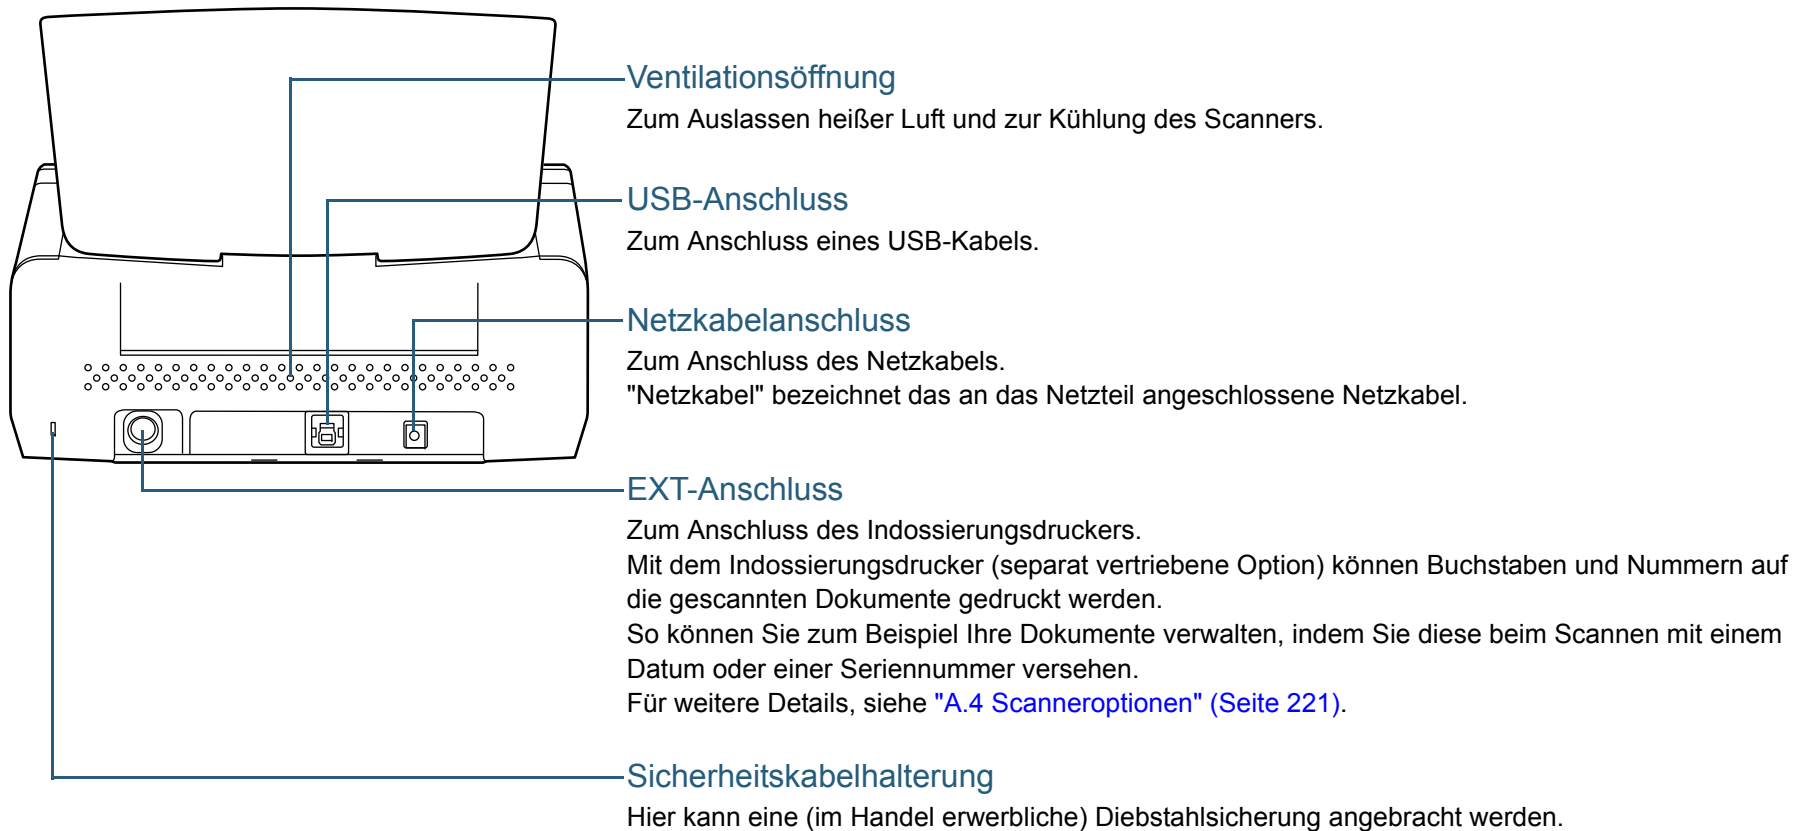 Ventilationsöffnung
Zum Auslassen heißer Luft und zur Kühlung des Scanners.
USB-Anschluss
Zum Anschluss eines USB-Kabels.
Netzkabelanschluss
Zum Anschluss des Netzkabels.
"Netzkabel" bezeichnet das an das Netzteil angeschlossene Netzkabel.
EXT-Anschluss
Zum Anschluss des Indossierungsdruckers.
Mit dem Indossierungsdrucker (separat vertriebene Option) können Buchstaben und Nummern auf
die gescannten Dokumente gedruckt werden.
So können Sie zum Beispiel Ihre Dokumente verwalten, indem Sie diese beim Scannen mit einem
Datum oder einer Seriennummer versehen.
Für weitere Details, siehe "A.4 Scanneroptionen" (Seite 221).
Sicherheitskabelhalterung
Hier kann eine (im Handel erwerbliche) Diebstahlsicherung angebracht werden.